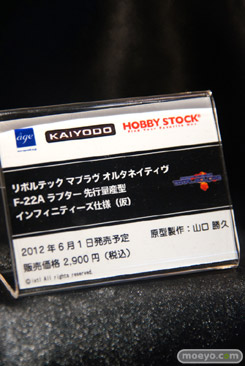 age
KAIYODO
HOBBY STOCK
リボルテック マブラヴ オルタネイティヴ
F-22A ラプター 先行量産型
インフィニティーズ仕様(仮)
2012年6月1日発売予定
原型製作:山口 勝久
販売価格 2,900円(税込)
All rights reserved.
moeyo.com